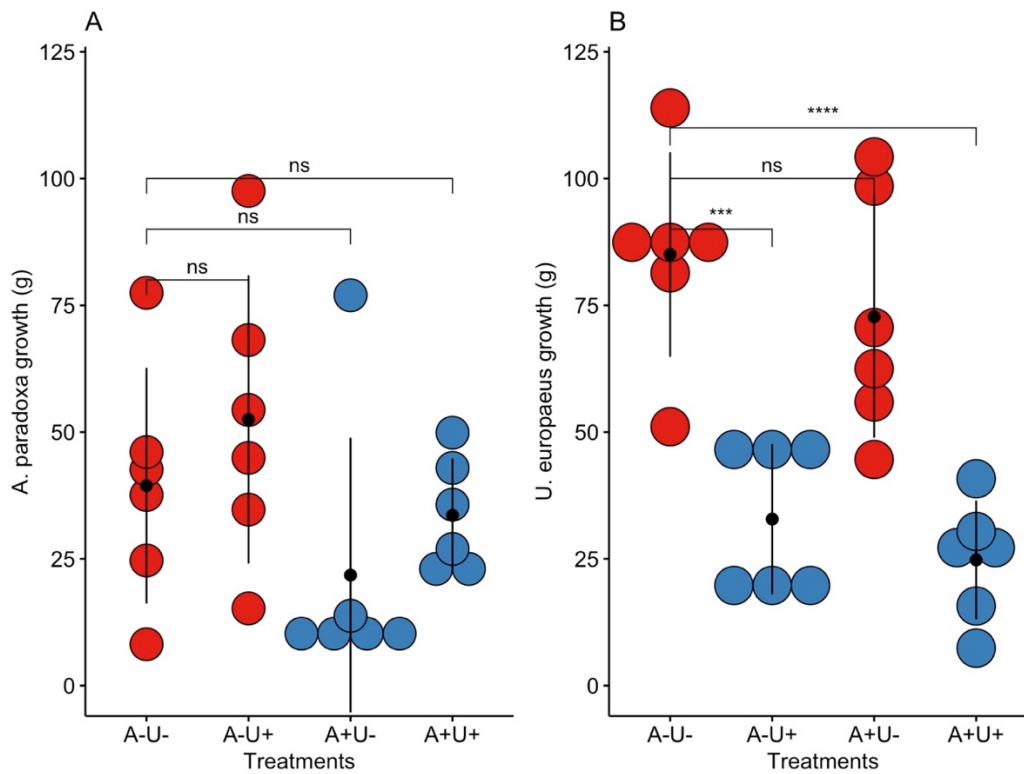 A
125
100
75
50
25
0
A. paradoxa growth (g)
ns
ns
ns
A-U-
A-U+
A+U-
A+U+
Treatments
B
125
100
75
50
25
0
U. europaeus growth (g)
****
ns
***
A-U-
A-U+
A+U-
A+U+
Treatments